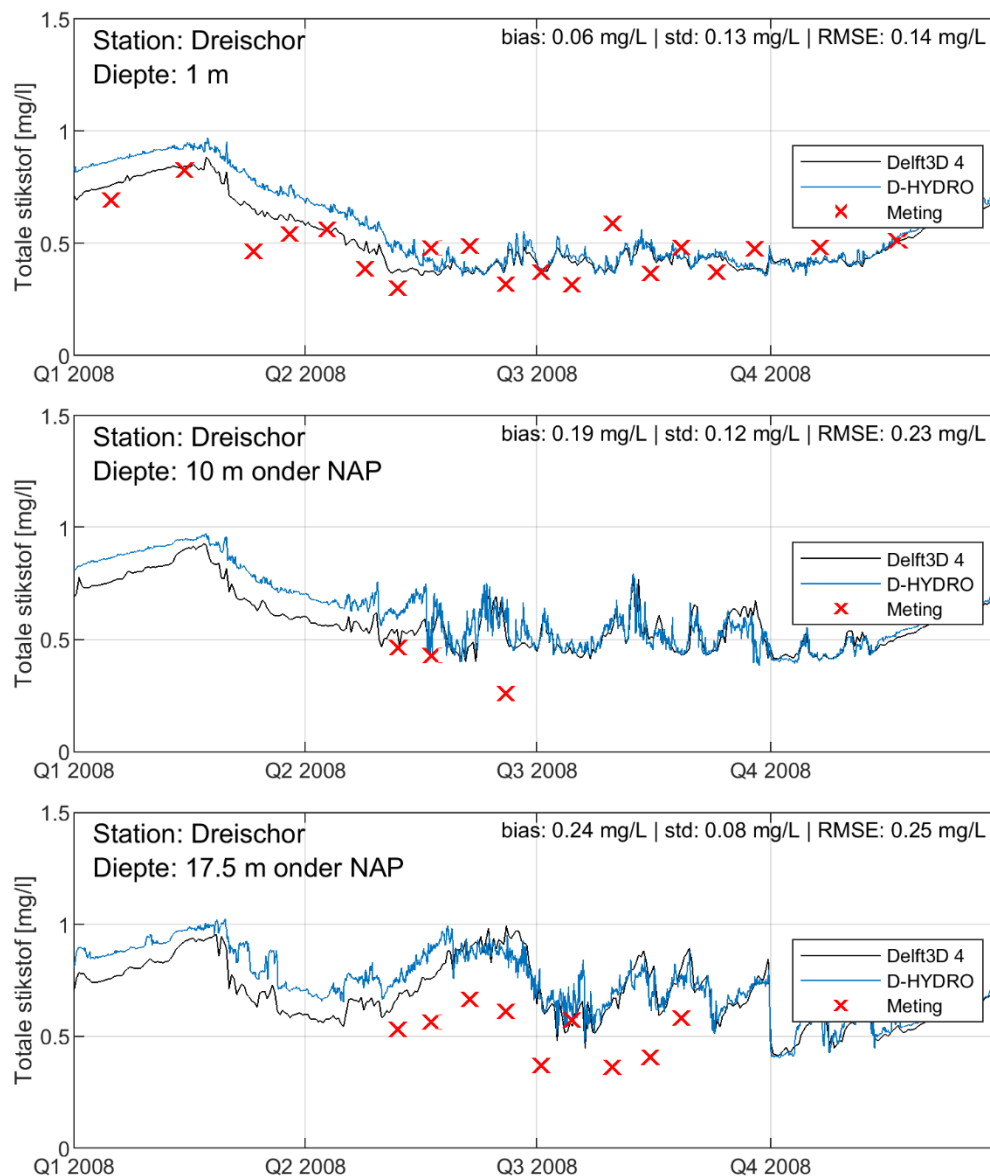 Station: Dreischor
Diepte: 1 m
bias: 0.06 mg/L | std: 0.13 mg/L | RMSE: 0.14 mg/L
Totale stikstof [mg/l]
1.5
1
0.5
0
Delft3D 4
D-HYDRO
Meting
Q1 2008
Q2 2008
Q3 2008
Q4 2008
Station: Dreischor
Diepte: 10 m onder NAP
bias: 0.19 mg/L | std: 0.12 mg/L | RMSE: 0.23 mg/L
Totale stikstof [mg/l]
1.5
1
0.5
0
Delft3D 4
D-HYDRO
Meting
Q1 2008
Q2 2008
Q3 2008
Q4 2008
Station: Dreischor
Diepte: 17.5 m onder NAP
bias: 0.24 mg/L | std: 0.08 mg/L | RMSE: 0.25 mg/L
Totale stikstof [mg/l]
1.5
1
0.5
0
Delft3D 4
D-HYDRO
Meting
Q1 2008
Q2 2008
Q3 2008
Q4 2008